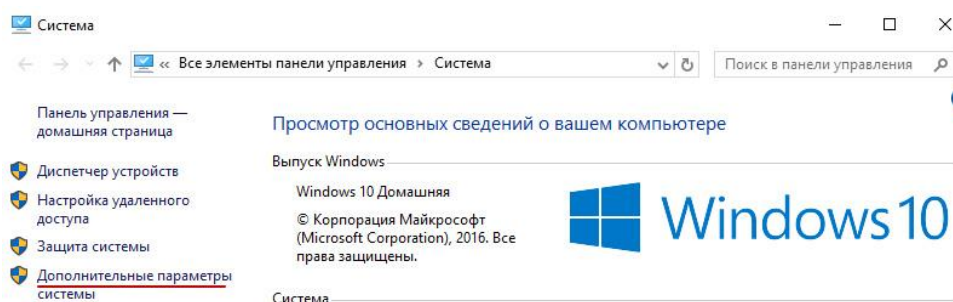 Система
« Все элементы панели управления › Система
Поиск в панели управления
Панель управления —
домашняя страница
Диспетчер устройств
Настройка удаленного
доступа
Защита системы
Дополнительные параметры
системы
Просмотр основных сведений о вашем компьютере
Выпуск Windows
Windows 10 Домашняя
© Корпорация Майкрософт
(Microsoft Corporation), 2016. Все
права защищены.
Windows 10
Система